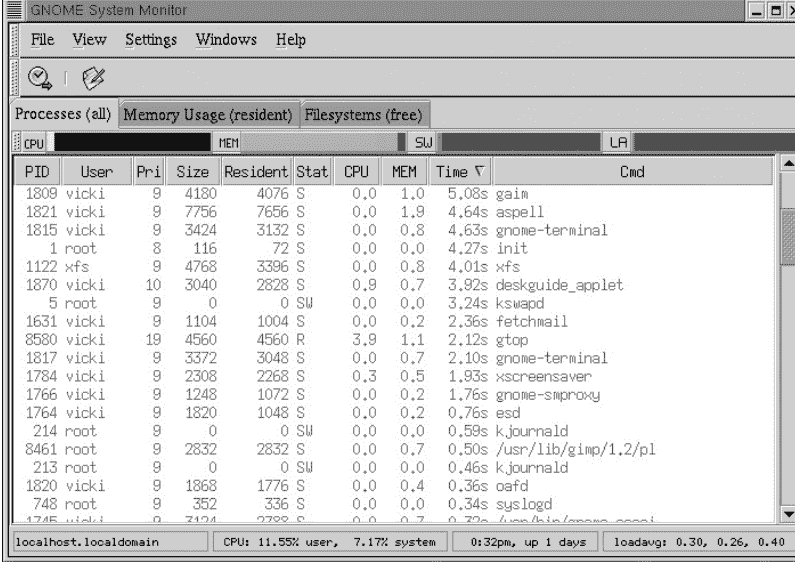 GNOME System Monitor
File View Settings Windows Help
Processes (all) Memory Usage (resident) Filesystems (free)
CPU MEM SW LA
PID User Pri Size Resident Stat CPU MEM Time Cmd
1809 vicki 9 4180 4076 S 0.0 1.0 5.08s gaim
1821 vicki 9 7756 7656 S 0.0 1.9 4.64s aspell
1815 vicki 9 3424 3132 S 0.0 0.8 4.63s gnome-terminal
1 root 8 116 72 S 0.0 0.0 4.27s init
1122 xfs 9 4768 3396 S 0.0 0.8 4.01s xfs
1870 vicki 10 3040 2828 S 0.9 0.7 3.92s deskguide_applet
5 root 9 0 0 SW 0.0 0.0 3.24s kswapd
1631 vicki 9 1104 1004 S 0.0 0.2 2.36s fetchmail
8580 vicki 19 4560 4560 R 3.9 1.1 2.12s gtop
1817 vicki 9 3372 3048 S 0.0 0.7 2.10s gnome-terminal
1784 vicki 9 2308 2268 S 0.3 0.5 1.93s xscreensaver
1766 vicki 9 1248 1072 S 0.0 0.2 1.76s gnome-smproxy
1764 vicki 9 1820 1048 S 0.0 0.2 0.76s esd
214 root 9 0 0 SW 0.0 0.0 0.59s kjournald
8461 root 9 2832 2832 S 0.0 0.7 0.50s /usr/lib/gimp/1.2/pl
213 root 9 0 0 SW 0.0 0.0 0.46s kjournald
1820 vicki 9 1868 1776 S 0.0 0.4 0.36s oafd
748 root 9 352 336 S 0.0 0.0 0.34s syslogd
localhost.localdomain CPU: 11.55% user, 7.17% system 0:32pm, up 1 days loadavg: 0.30, 0.26, 0.40